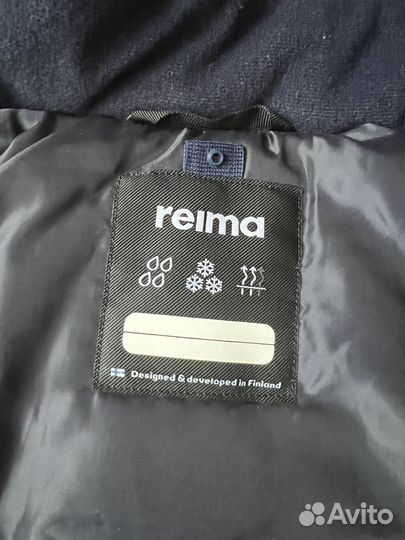 reima
Designed & developed in Finland
Avito